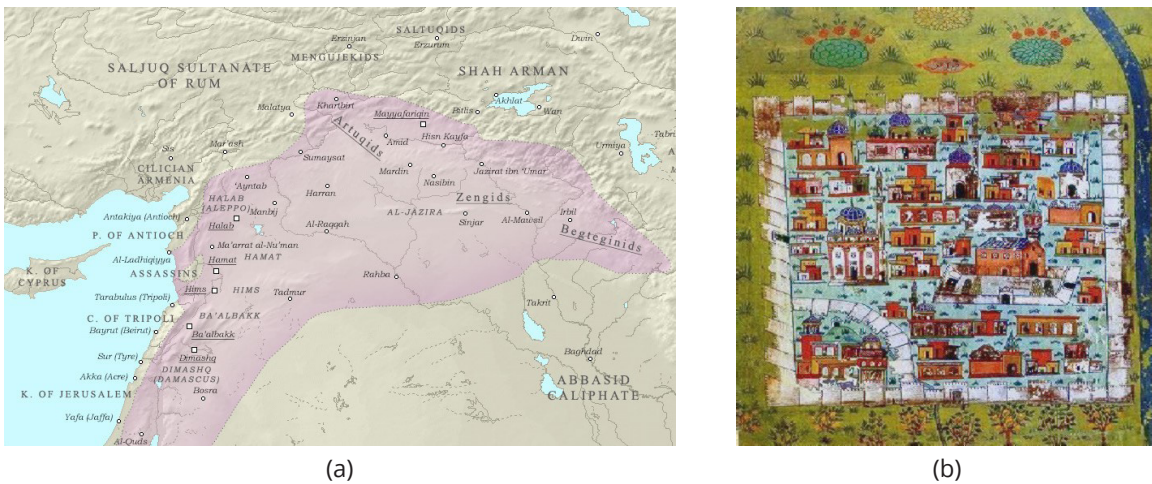 SALTUQIDS
Erzurum
Dwin
Erzinjan
MENGUJEKIDS
SALJUQ SULTANATE
OF RUM
SHAH ARMAN
Akhlat
Wan
Bitlis
Kharibrt
Malatya
Mayyafariqin
Artuqids
Amid
Hisn Kayfa
Tabri
Urmiya
Sis
Mar'ash
Sumaysat
CILICIAN
ARMENIA
Mardin
Nasibin
Jazirat ibn 'Umar
'Ayntab
Harran
Zengids
HALAB
(ALEPPO)
Manbij
AL-JAZIRA
Sinjar
Al-Mawsil
Irbil
Antakiya (Antioch)
Halab
Al-Raqqah
Begteginids
P. OF ANTIOCH
Ma'arrat al-Nu'man
Al-Ladhiqiyya
HAMAT
ASSASSINS
Hamat
Rahba
K. OF
CYPRUS
Hims
HIMS
Tadmur
Tarabulus (Tripoli)
Takrit
C. OF TRIPOLI
BA'ALBAKK
Bayrut (Beirut)
Ba'albakk
Sur (Tyre)
Dimashq
Baghdad
DIMASHQ
(DAMASCUS)
Akka (Acre)
ABBASID
CALIPHATE
K. OF JERUSALEM
Bosra
Yafa (Jaffa)
Al-Quds
(a)
(b)